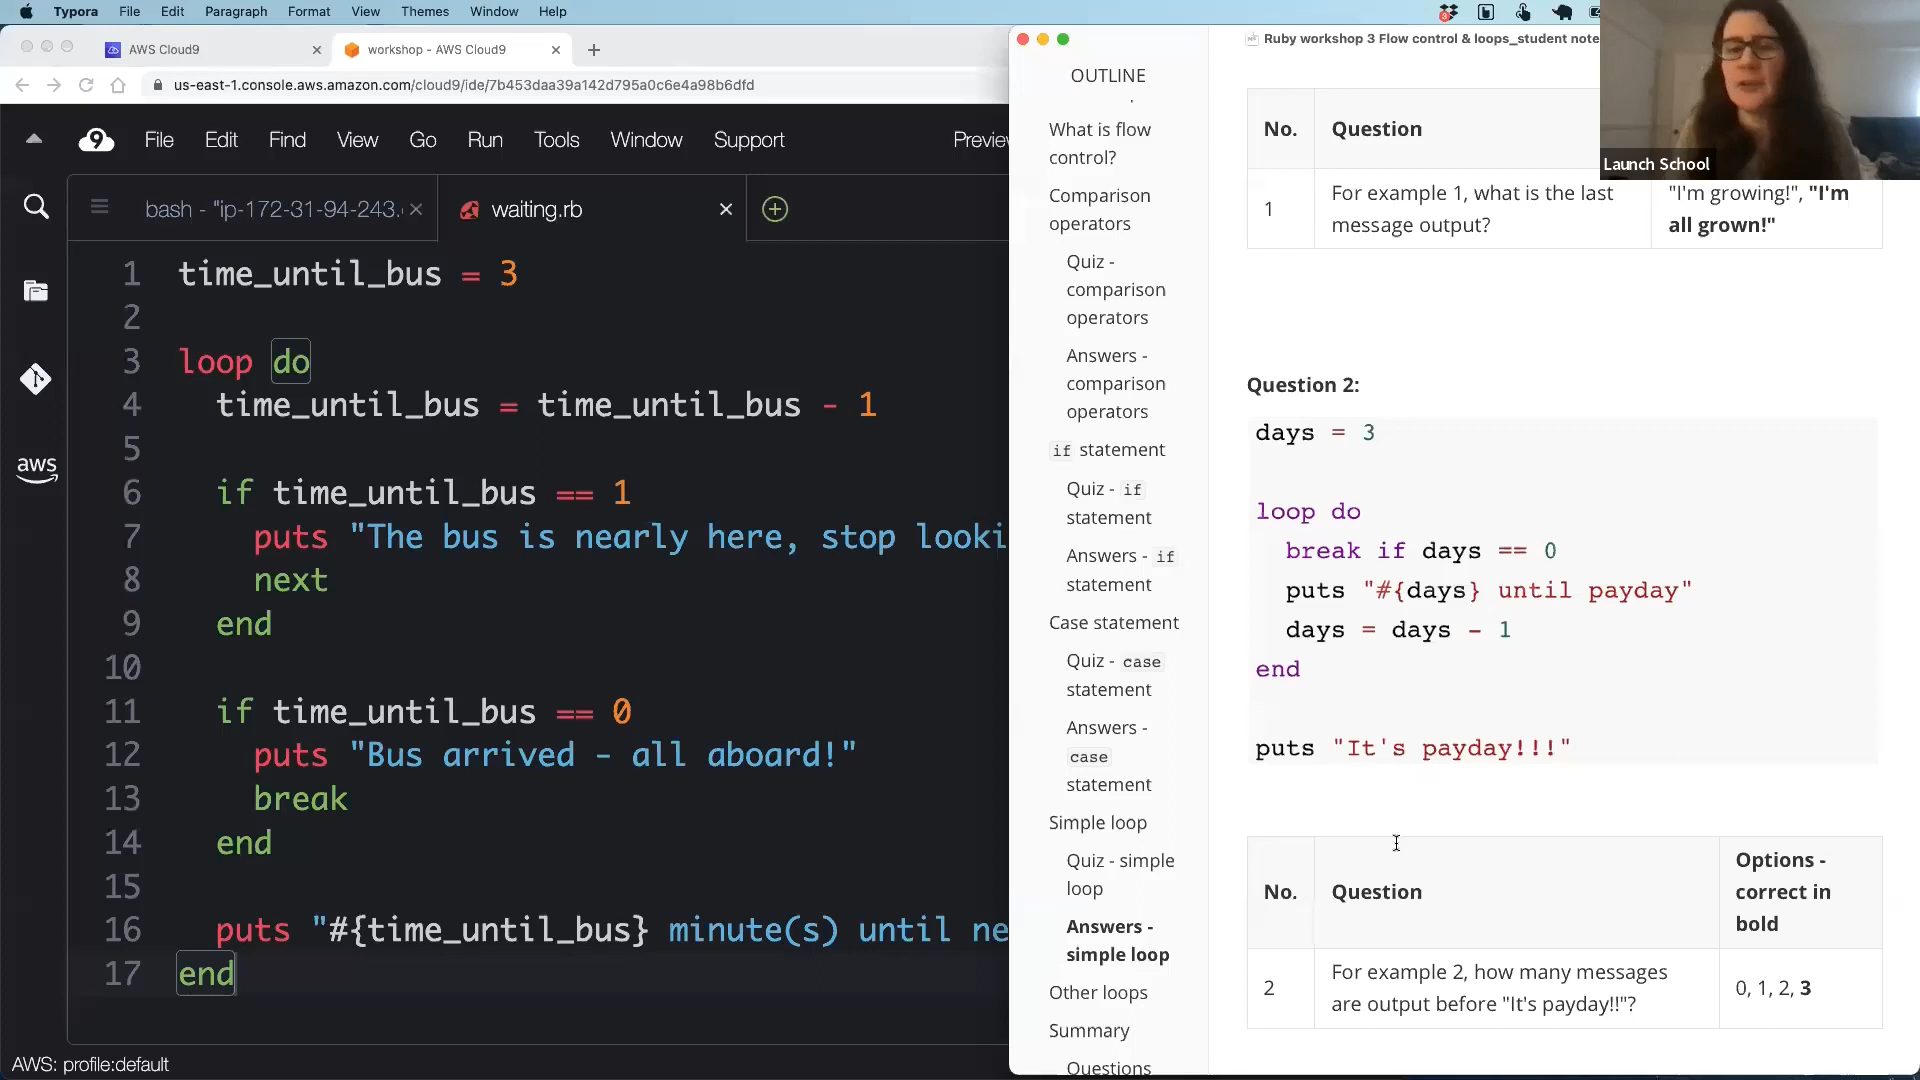 Typora File Edit Paragraph Format View Themes Window Help
3
AWS Cloud9
workshop - AWS Cloud9
us-east-1.console.aws.amazon.com/cloud9/ide/7b453daa39a142d795a0c6e4a98b6dfd
9 File Edit Find View Go Run Tools Window Support Preview
bash - "ip-172-31-94-243.
waiting.rb
1 time_until_bus = 3
2
3 loop do
4 time_until_bus = time_until_bus - 1
5
6 if time_until_bus == 1
7 puts "The bus is nearly here, stop looki
8 next
9 end
10
11 if time_until_bus == 0
12 puts "Bus arrived - all aboard!"
13 break
14 end
15
16 puts "#{time_until_bus} minute(s) until ne
17 end
aws
AWS: profile:default
Ruby workshop 3 Flow control & loops_student note
OUTLINE
What is flow
control?
Comparison
operators
Quiz -
comparison
operators
Answers -
comparison
operators
if statement
Quiz - if
statement
Answers - if
statement
Case statement
Quiz - case
statement
Answers -
case
statement
Simple loop
Quiz - simple
loop
Answers -
simple loop
Other loops
Summary
Questions
No. Question
1 For example 1, what is the last
message output?
"I'm growing!", "I'm
all grown!"
Question 2:
days = 3
loop do
break if days == 0
puts "#{days} until payday"
days = days - 1
end
puts "It's payday!!!"
No. Question
Options -
correct in
bold
2 For example 2, how many messages
are output before "It's payday!!"?
0, 1, 2, 3
Launch School